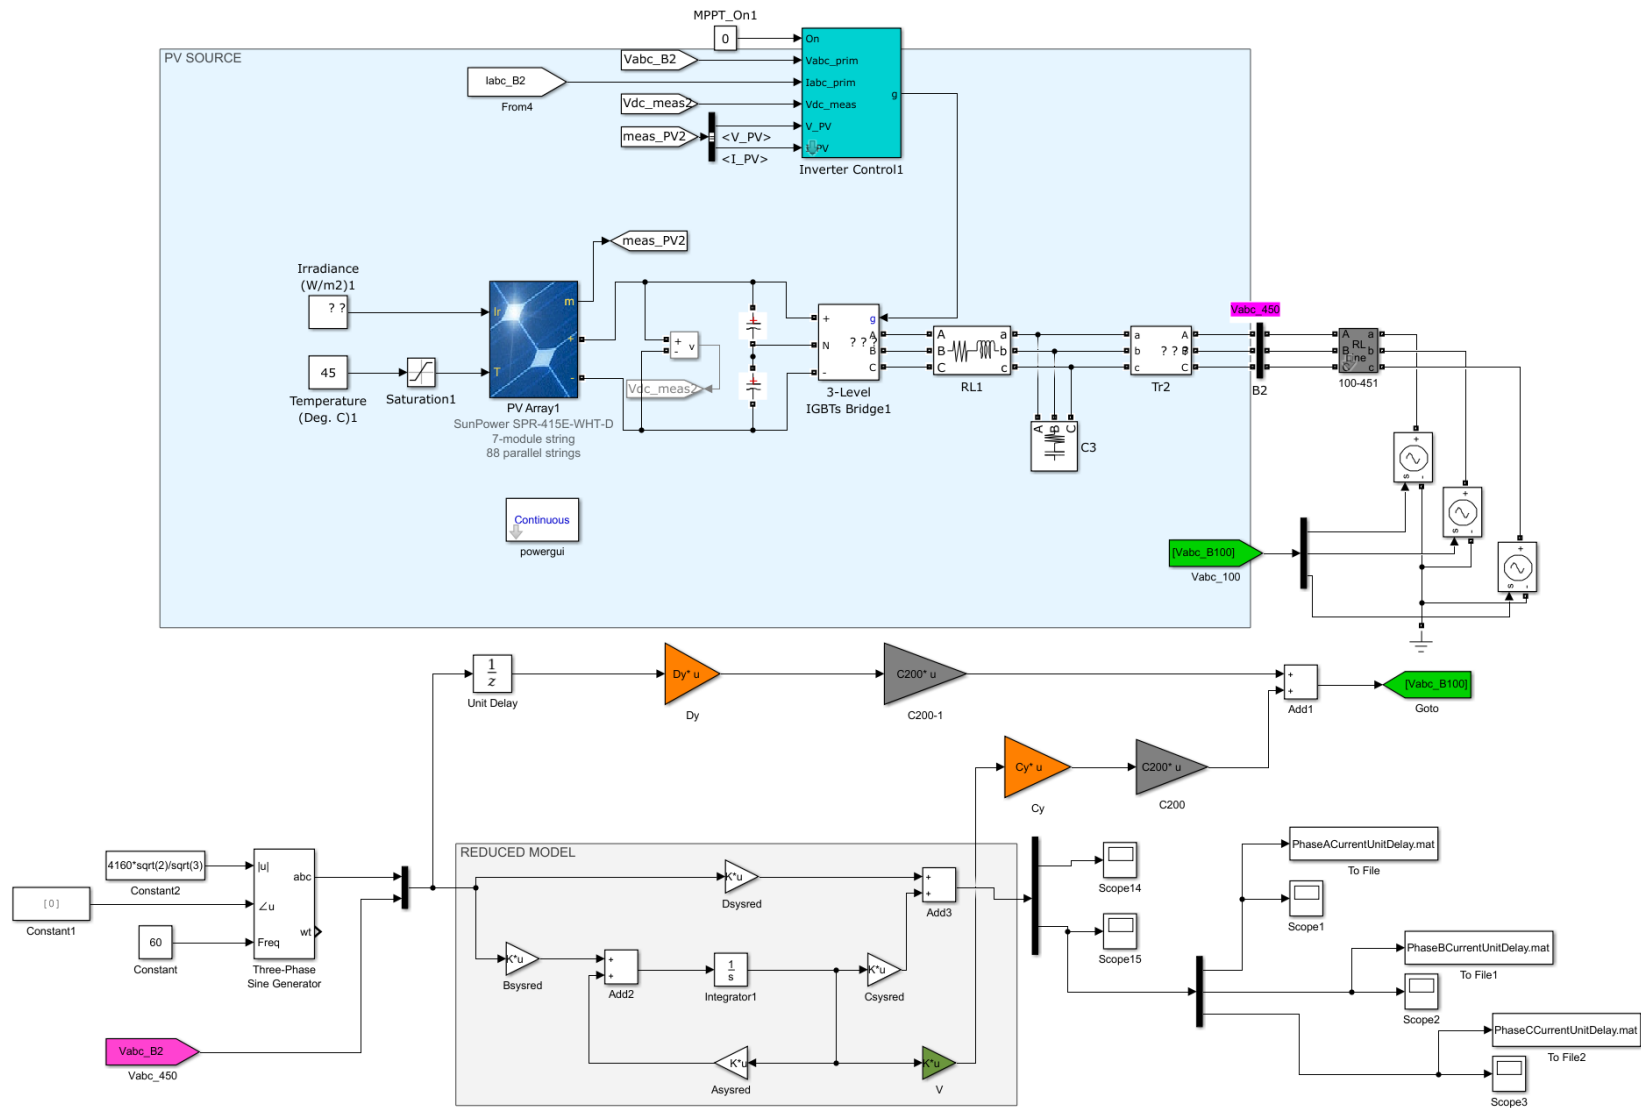 MPPT_On1
0
PV SOURCE
Vabc_B2
Iabc_B2
From4
Vdc_meas2
meas_PV2
<V_PV>
<I_PV>
On
Vabc_prim
Iabc_prim
Vdc_meas
V_PV
g
Inverter Control1
meas_PV2
Irradiance
(W/m2)1
? ?
45
Temperature
(Deg. C)1
Saturation1
Ir
T
m
+
-
PV Array1
SunPower SPR-415E-WHT-D
7-module string
88 parallel strings
+
-
v
Vdc_meas2
+
N
-
g
? ? ?
A
B
C
3-Level
IGBTs Bridge1
A
B
C
a
b
c
RL1
A
B
C
C3
a
b
c
? ? ?
A
C
Tr2
Vabc_450
B2
A
B
C
RL
Line
a
b
c
100-451
+
s
-
+
s
-
+
s
-
Continuous
powergui
[Vabc_B100]
Vabc_100
1
z
Unit Delay
Dy* u
Dy
C200* u
C200-1
+
+
Add1
[Vabc_B100]
Goto
Cy* u
Cy
C200* u
C200
4160*sqrt(2)/sqrt(3)
Constant2
[ 0 ]
Constant1
60
Constant
|u|
∠u
Freq
abc
wt
Three-Phase
Sine Generator
Vabc_B2
Vabc_450
REDUCED MODEL
K*u
Dsysred
+
+
Add3
K*u
Bsysred
+
+
Add2
1
s
Integrator1
K*u
Csysred
K*u
Asysred
K*u
V
Scope14
Scope15
PhaseACurrentUnitDelay.mat
To File
Scope1
PhaseBCurrentUnitDelay.mat
To File1
Scope2
PhaseCCurrentUnitDelay.mat
To File2
Scope3